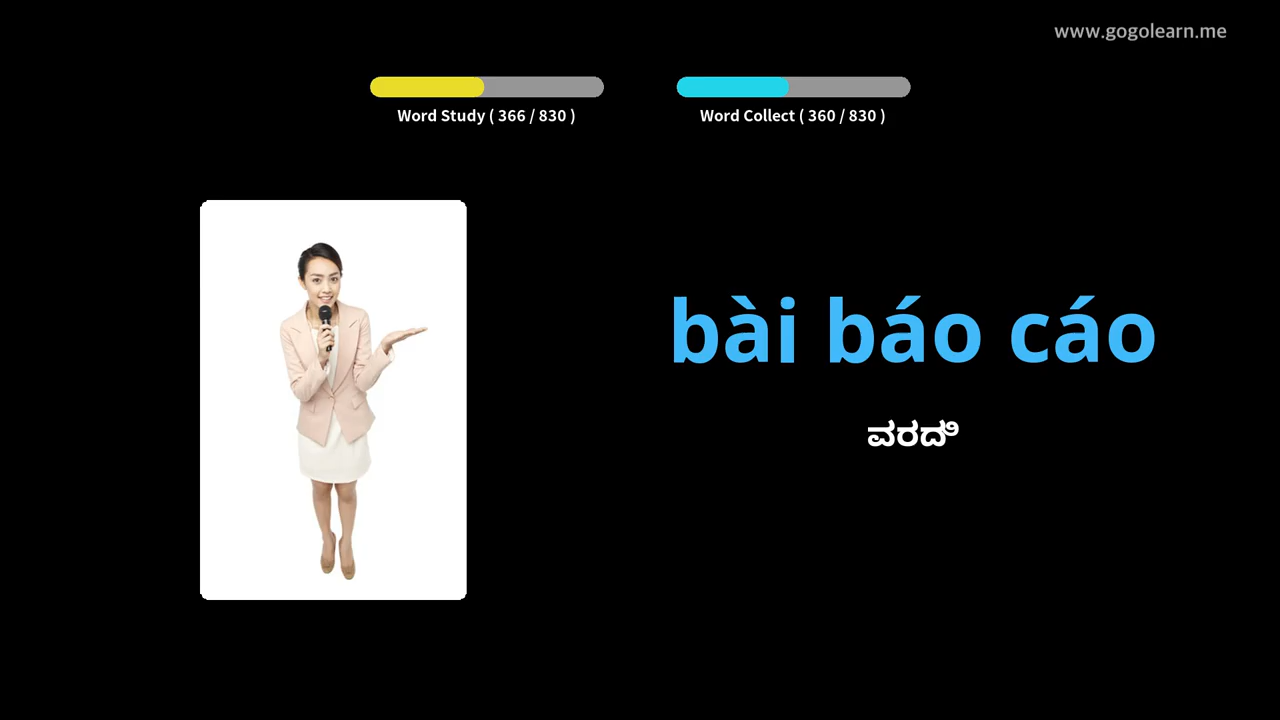 www.gogolearn.me
Word Study ( 366 / 830 )
Word Collect ( 360 / 830 )
bài báo cáo
ವರದಿ